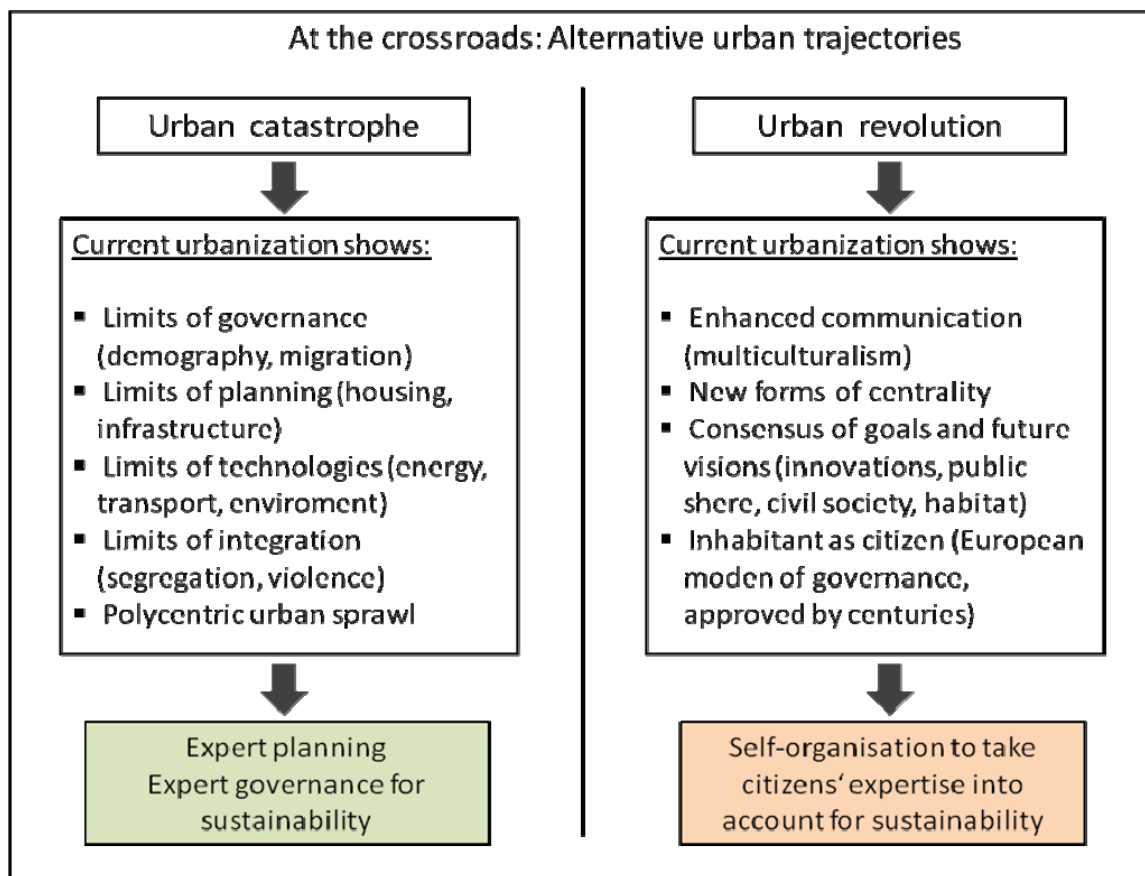 At the crossroads: Alternative urban trajectories
Urban catastrophe
Current urbanization shows:
▪ Limits of governance
(demography, migration)
▪ Limits of planning (housing,
infrastructure)
▪ Limits of technologies (energy,
transport, enviroment)
▪ Limits of integration
(segregation, violence)
▪ Polycentric urban sprawl
Expert planning
Expert governance for
sustainability
Urban revolution
Current urbanization shows:
▪ Enhanced communication
(multiculturalism)
▪ New forms of centrality
▪ Consensus of goals and future
visions (innovations, public
shere, civil society, habitat)
▪ Inhabitant as citizen (European
moden of governance,
approved by centuries)
Self-organisation to take
citizens‘ expertise into
account for sustainability